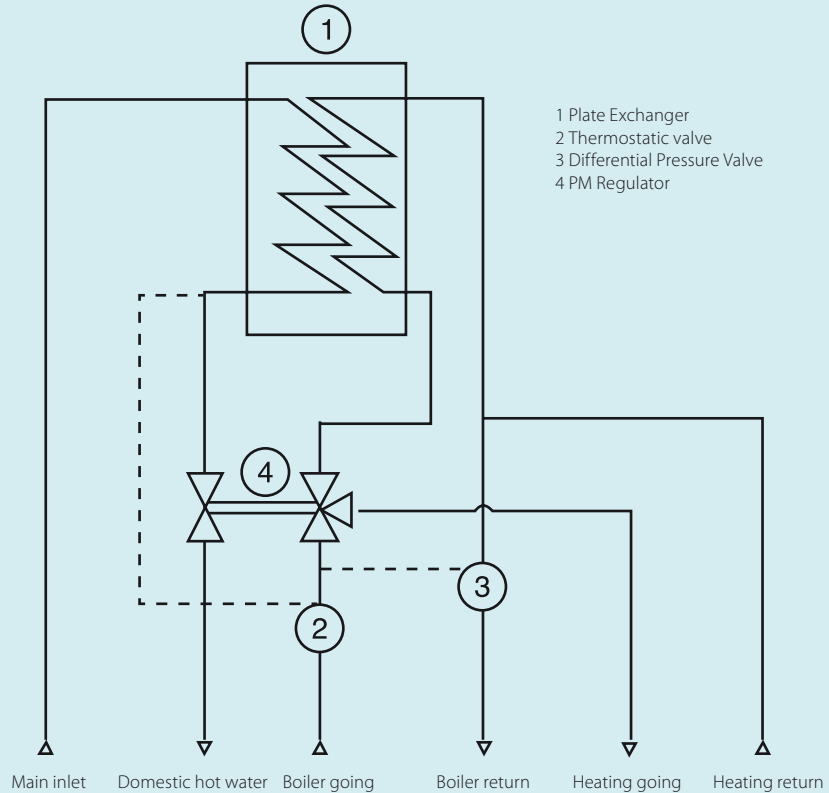 1
1 Plate Exchanger
2 Thermostatic valve
3 Differential Pressure Valve
4 PM Regulator
4
3
2
Main inlet
Domestic hot water
Boiler going
Boiler return
Heating going
Heating return